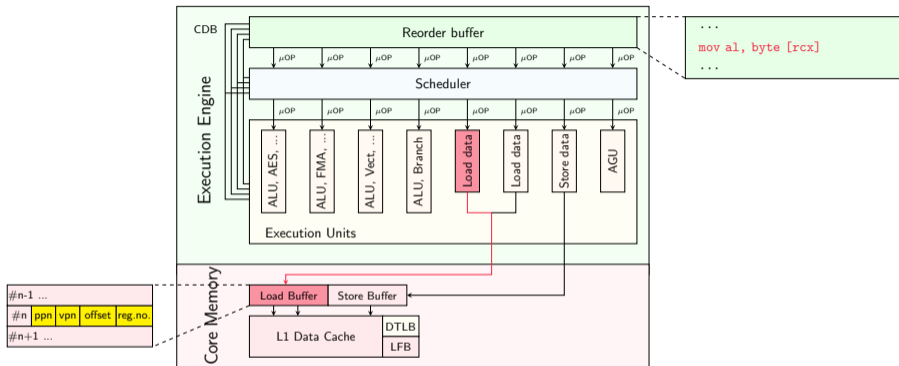 CDB
Reorder buffer
...
mov al, byte [rcx]
...
μOP μOP μOP μOP μOP μOP μOP μOP
Scheduler
μOP μOP μOP μOP μOP μOP μOP μOP
Execution Engine
ALU, AES, ...
ALU, FMA, ...
ALU, Vect, ...
ALU, Branch
Load data
Load data
Store data
AGU
Execution Units
Core Memory
#n-1 ...
#n ppn vpn offset reg.no.
#n+1 ...
Load Buffer Store Buffer
L1 Data Cache
DTLB
LFB